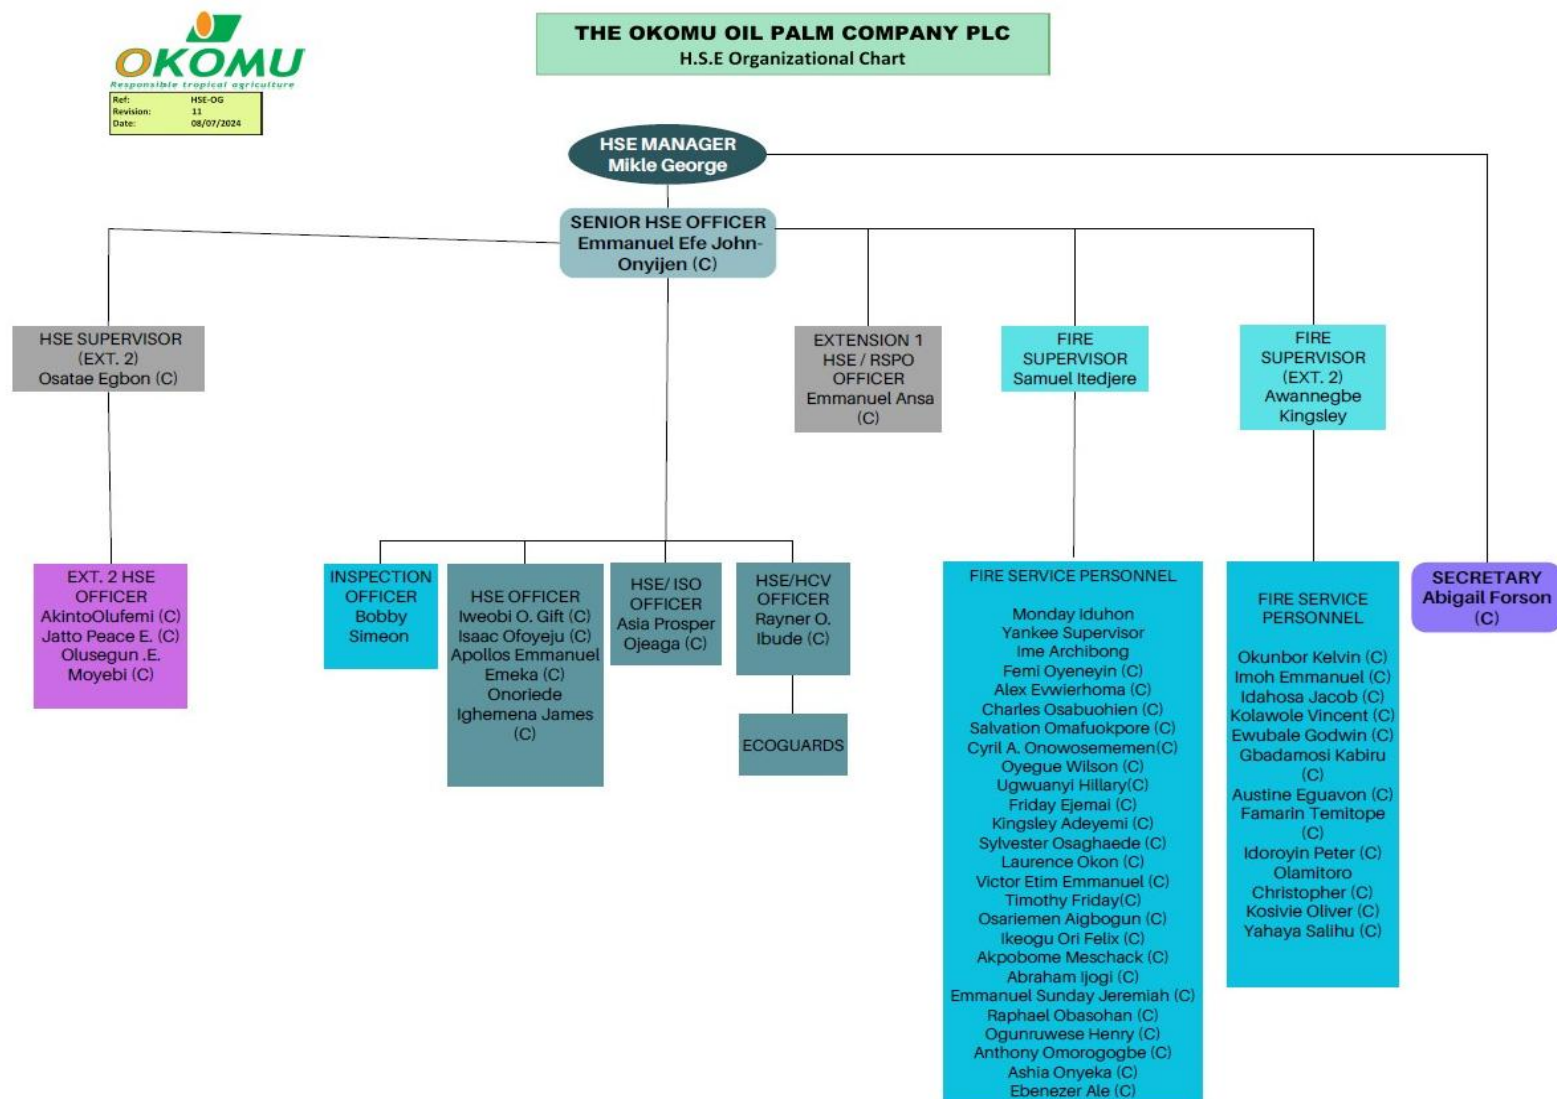 OKOMU
Responsible tropical agriculture
Ref: HSE-OG
Revision: 11
Date: 08/07/2024
THE OKOMU OIL PALM COMPANY PLC
H.S.E Organizational Chart
HSE MANAGER
Mikle George
SENIOR HSE OFFICER
Emmanuel Efe John-
Onyijen (C)
HSE SUPERVISOR
(EXT. 2)
Osatae Egbon (C)
EXTENSION 1
HSE / RSPO
OFFICER
Emmanuel Ansa
(C)
FIRE
SUPERVISOR
Samuel Itedjere
FIRE
SUPERVISOR
(EXT. 2)
Awannegbe
Kingsley
EXT. 2 HSE
OFFICER
AkintoOlufemi (C)
Jatto Peace E. (C)
Olusegun .E.
Moyebi (C)
INSPECTION
OFFICER
Bobby
Simeon
HSE OFFICER
Iweobi O. Gift (C)
Isaac Ofoyeju (C)
Apollos Emmanuel
Emeka (C)
Onoriede
Ighemena James
(C)
HSE/ ISO
OFFICER
Asia Prosper
Ojeaga (C)
HSE/HCV
OFFICER
Rayner O.
Ibude (C)
ECOGUARDS
FIRE SERVICE PERSONNEL
Monday Iduhon
Yankee Supervisor
Ime Archibong
Femi Oyeneyin (C)
Alex Evwierhoma (C)
Charles Osabuohien (C)
Salvation Omafuokpore (C)
Cyril A. Onowosememen(C)
Oyegue Wilson (C)
Ugwuanyi Hillary(C)
Friday Ejemai (C)
Kingsley Adeyemi (C)
Sylvester Osaghaede (C)
Laurence Okon (C)
Victor Etim Emmanuel (C)
Timothy Friday(C)
Osariemen Aigbogun (C)
Ikeogu Ori Felix (C)
Akpobome Meschack (C)
Abraham Ijogi (C)
Emmanuel Sunday Jeremiah (C)
Raphael Obasohan (C)
Ogunruwese Henry (C)
Anthony Omorogogbe (C)
Ashia Onyeka (C)
Ebenezer Ale (C)
FIRE SERVICE
PERSONNEL
Okunbor Kelvin (C)
Imoh Emmanuel (C)
Idahosa Jacob (C)
Kolawole Vincent (C)
Ewubale Godwin (C)
Gbadamosi Kabiru
(C)
Austine Eguavon (C)
Famarin Temitope
(C)
Idoroyin Peter (C)
Olamitoro
Christopher (C)
Kosivie Oliver (C)
Yahaya Salihu (C)
SECRETARY
Abigail Forson
(C)